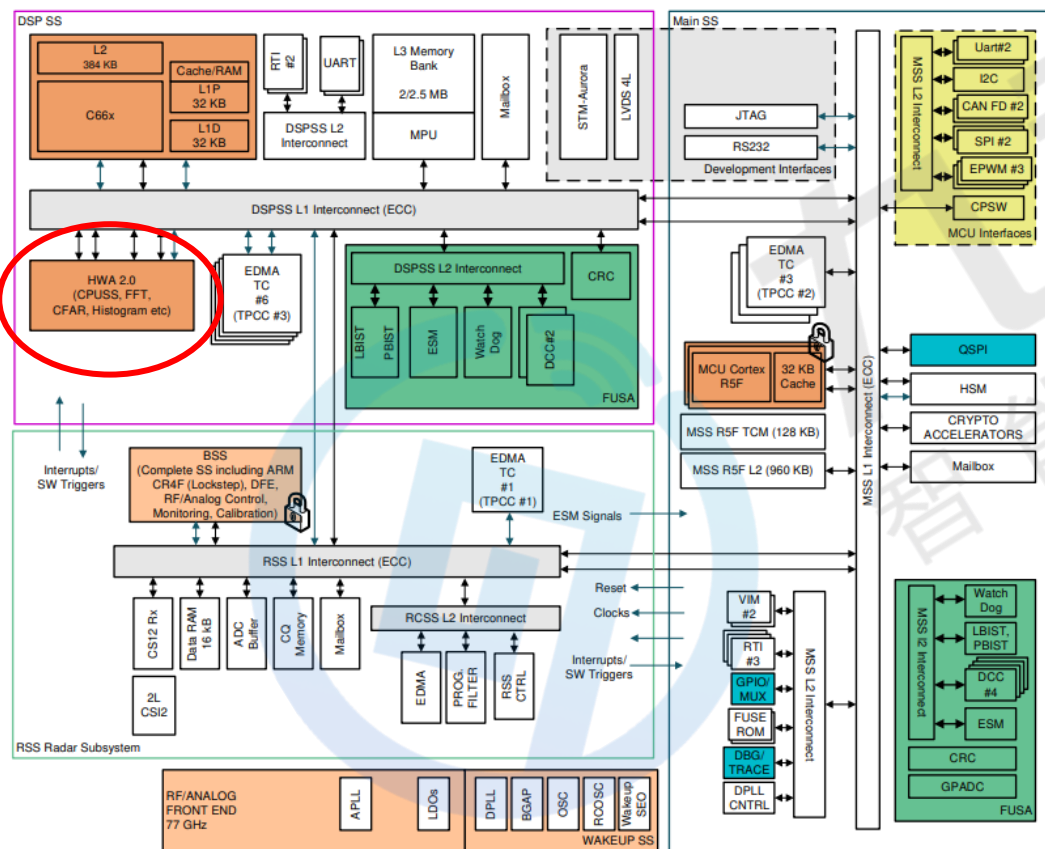 DSP SS
L2
384 KB
Cache/RAM
L1P
32 KB
C66x
L1D
32 KB
RTI
#2
UART
DSPSS L2
Interconnect
L3 Memory
Bank
2/2.5 MB
MPU
Mailbox
DSPSS L1 Interconnect (ECC)
HWA 2.0
(CPUSS, FFT,
CFAR, Histogram etc)
EDMA
TC
#6
(TPCC #3)
DSPSS L2 Interconnect
CRC
LBIST
PBIST
ESM
Watch
Dog
DCC#2
FUSA
STM-Aurora
LVDS 4L
JTAG
RS232
Development Interfaces
Main SS
MSS L2 Interconnect
Uart#2
I2C
CAN FD #2
SPI #2
EPWM #3
CPSW
MCU Interfaces
EDMA
TC
#3
(TPCC #2)
MCU Cortex
R5F
32 KB
Cache
MSS R5F TCM (128 KB)
MSS R5F L2 (960 KB)
MSS L1 Interconnect (ECC)
QSPI
HSM
CRYPTO
ACCELERATORS
Mailbox
Interrupts/
SW Triggers
BSS
(Complete SS including ARM
CR4F (Lockstep), DFE,
RF/Analog Control,
Monitoring, Calibration)
EDMA
TC
#1
(TPCC #1)
ESM Signals
RSS L1 Interconnect (ECC)
CS12 Rx
Data RAM
16 kB
ADC
Buffer
CQ
Memory
Mailbox
RCSS L2 Interconnect
2L
CSI2
EDMA
PROG.
FILTER
RSS
CTRL
RSS Radar Subsystem
Reset
Clocks
Interrupts/
SW Triggers
VIM
#2
RTI
#3
GPIO/
MUX
FUSE
ROM
DBG/
TRACE
DPLL
CNTRL
MSS L2 Interconnect
MSS I2 Interconnect
Watch
Dog
LBIST,
PBIST
DCC
#4
ESM
CRC
GPADC
FUSA
RF/ANALOG
FRONT END
77 GHz
APLL
LDOs
DPLL
BGAP
OSC
RCOSC
Wakeup
SEO
WAKEUP SS
智